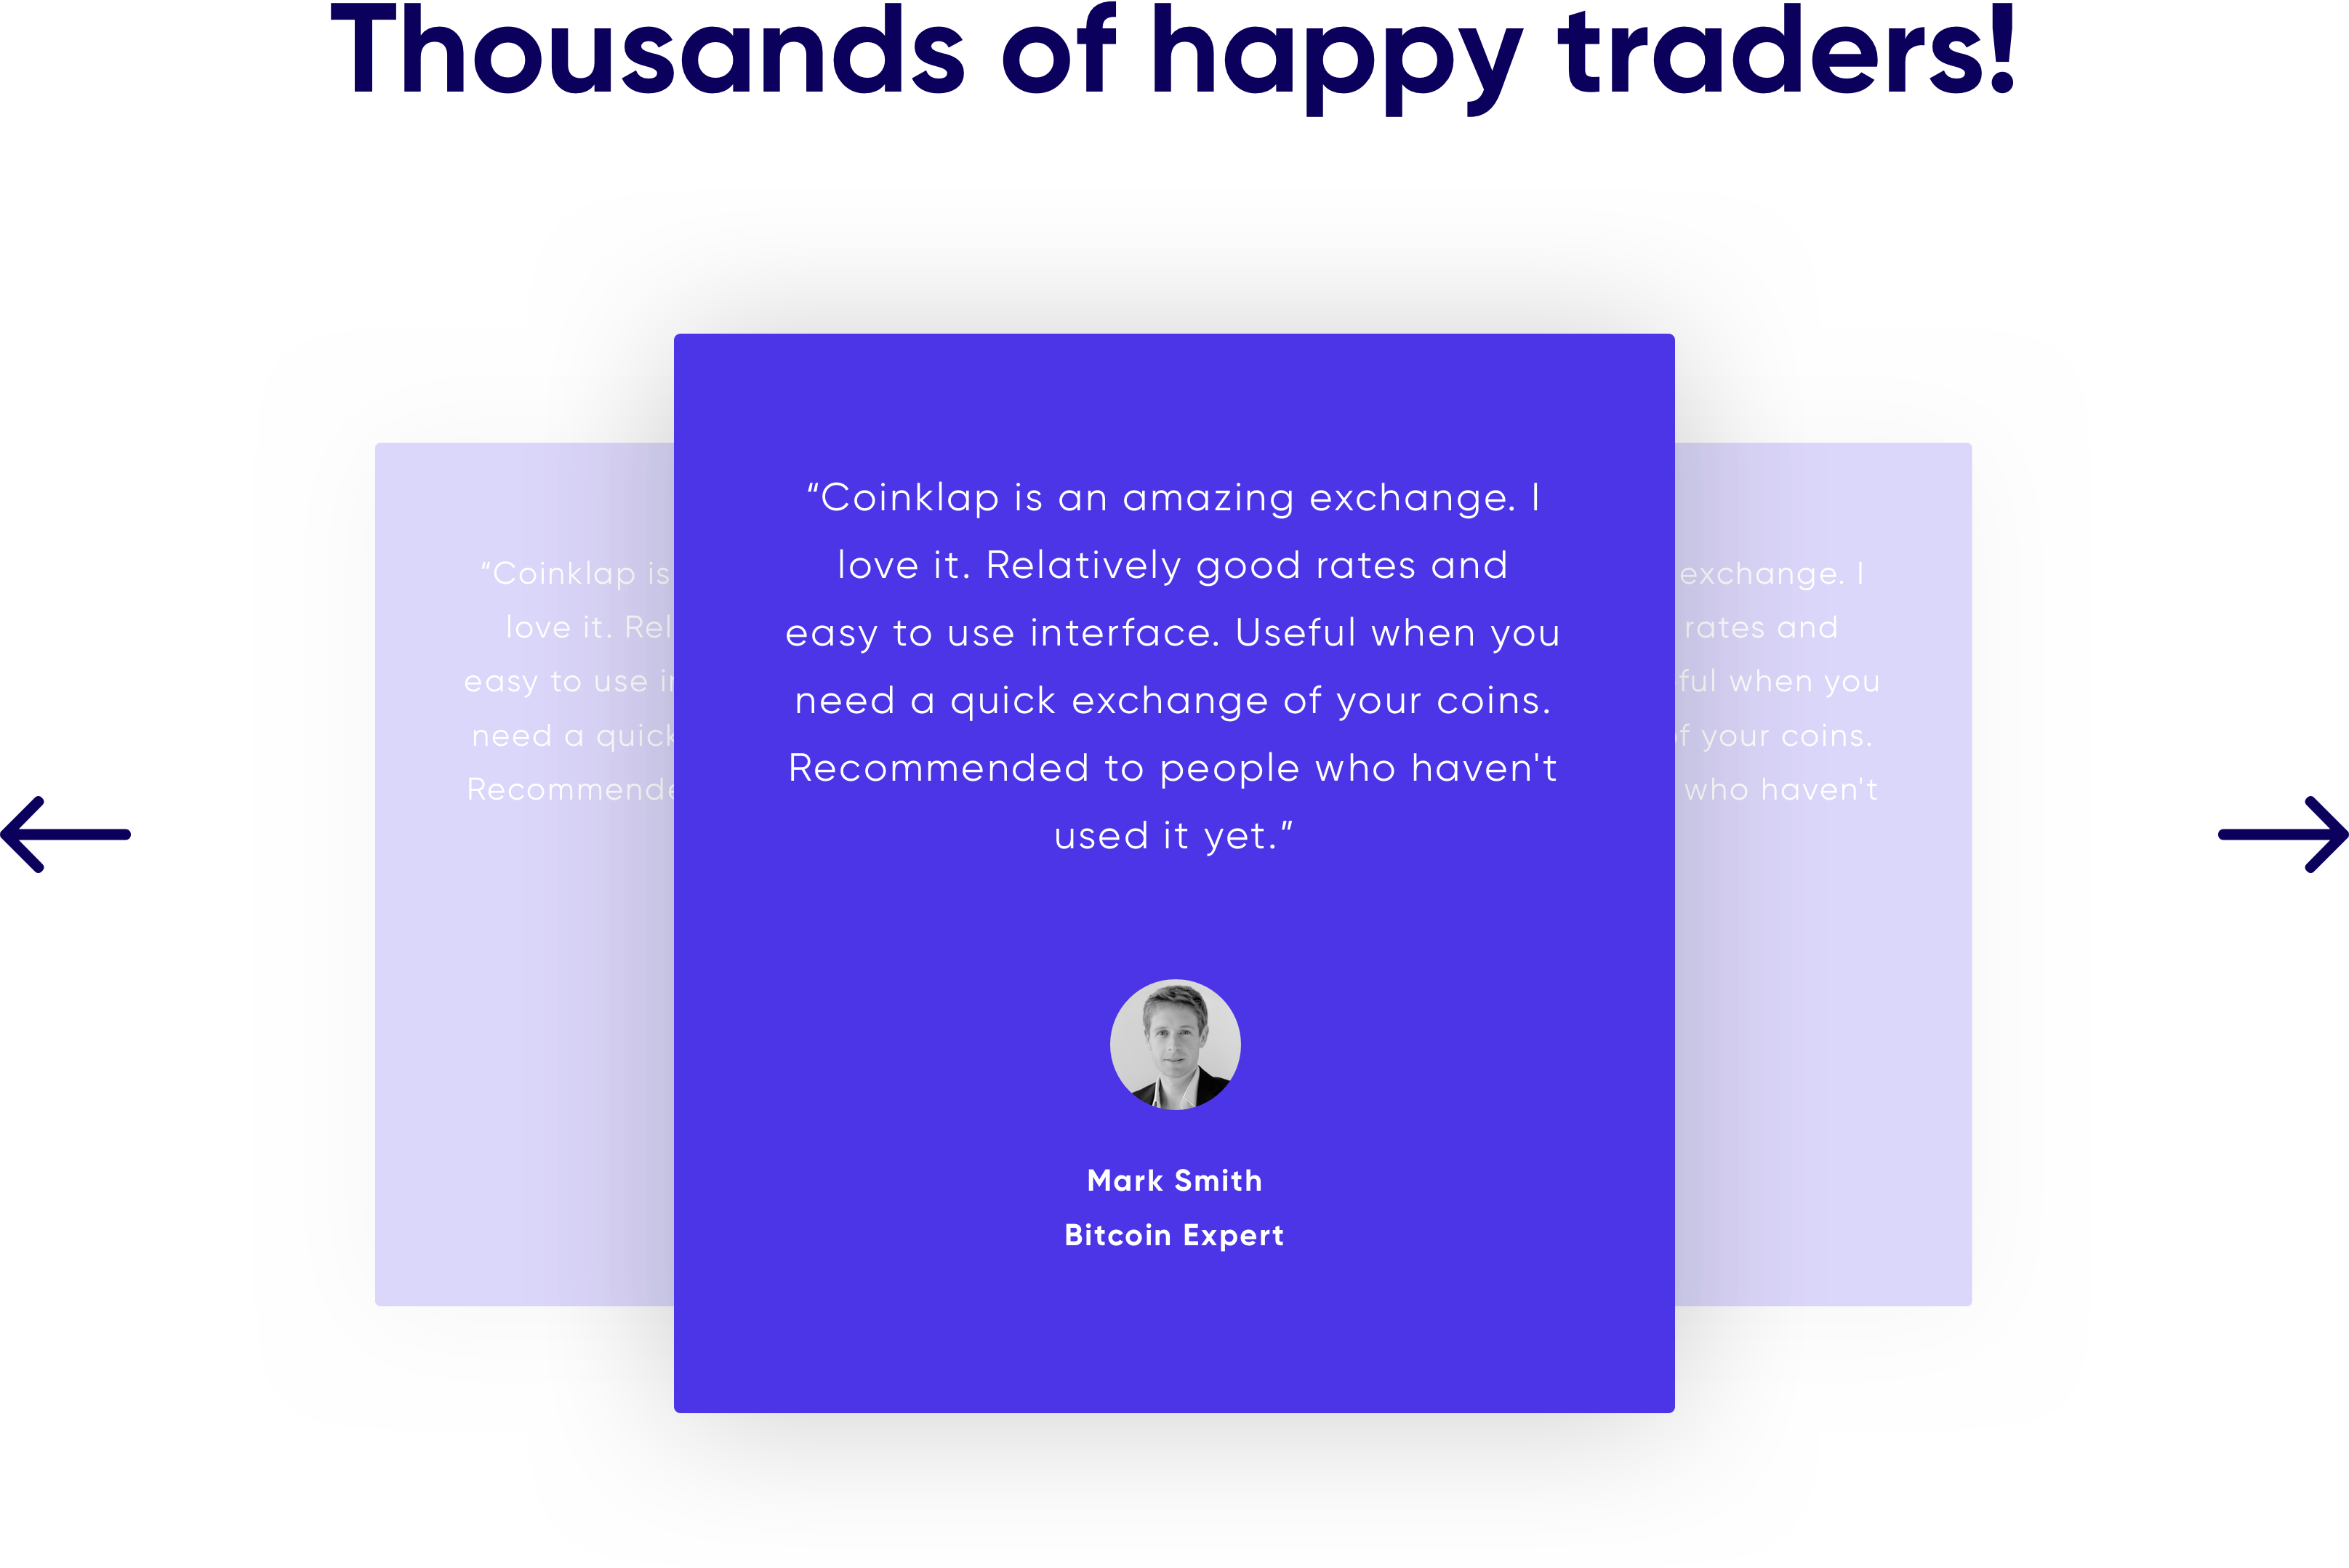 Thousands of happy traders!
“Coinklap is an amazing exchange. I
love it. Relatively good rates and
easy to use interface. Useful when you
need a quick exchange of your coins.
Recommended to people who haven't
used it yet.”
Mark Smith
Bitcoin Expert
“Coinklap is
love it. Rel
easy to use
need a quick
Recommende
exchange. I
rates and
ful when you
of your coins.
who haven't